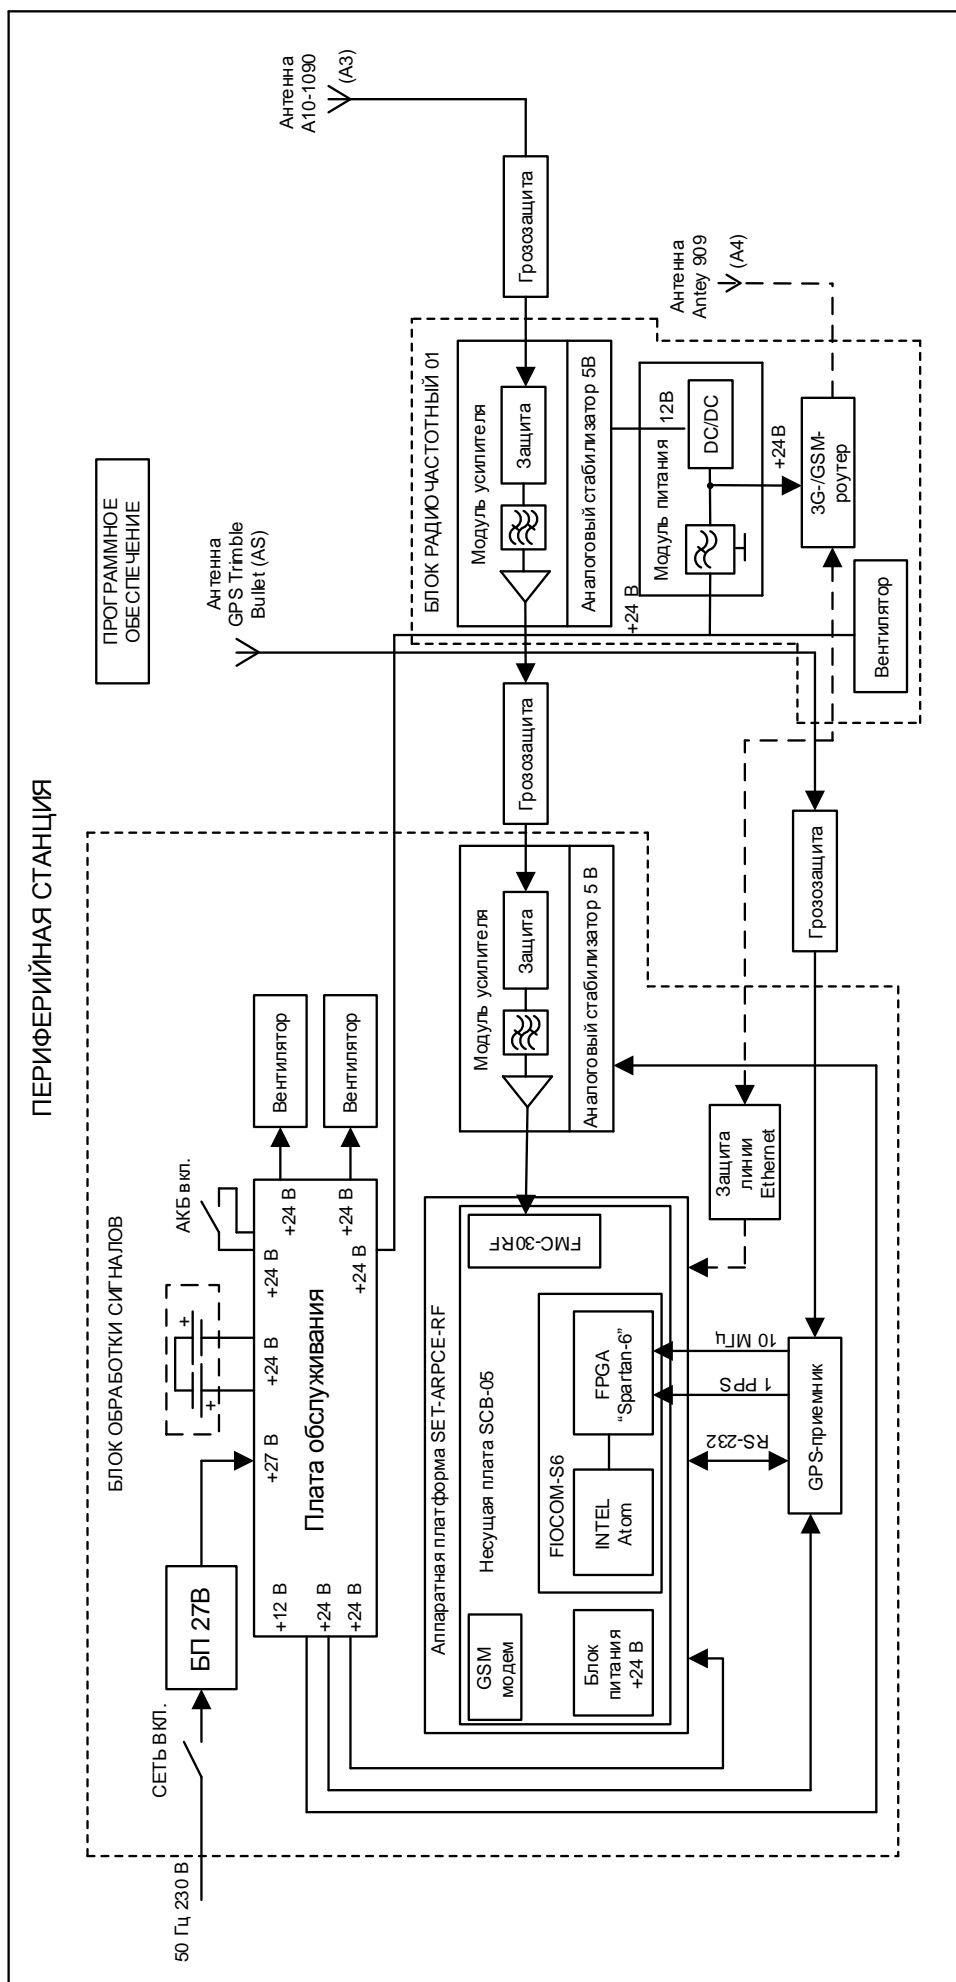 ПЕРИФЕРИЙНАЯ СТАНЦИЯ
ПРОГРАММНОЕ
ОБЕСПЕЧЕНИЕ
БЛОК ОБРАБОТКИ СИГНАЛОВ
50 Гц 230 В
СЕТЬ ВКЛ.
БП 27В
+
+
АКБ вкл.
+27 В
+24 В
+24 В
+24 В
+24 В
+24 В
Плата обслуживания
+12 В
+24 В
+24 В
Вентилятор
Вентилятор
Аппаратная платформа SET-ARPCE-RF
GSM
модем
Несущая плата SCB-05
FMC-30RF
FIOCOM-S6
INTEL
Atom
FPGA
“Spartan-6”
Блок
питания
+24 В
RS-232
1 PPS
10 МГц
GPS-приемник
Защита
линии
Ethernet
Модуль усилителя
Защита
Аналоговый стабилизатор 5 В
Грозозащита
Грозозащита
Антенна
GPS Trimble
Bullet (AS)
БЛОК РАДИОЧАСТОТНЫЙ 01
Модуль усилителя
Защита
Аналоговый стабилизатор 5В
+24 В
12В
Модуль питания
DC/DC
+24В
3G-/GSM-
роутер
Вентилятор
Грозозащита
Антенна
A10-1090
(A3)
Антенна
Antey 909
(A4)